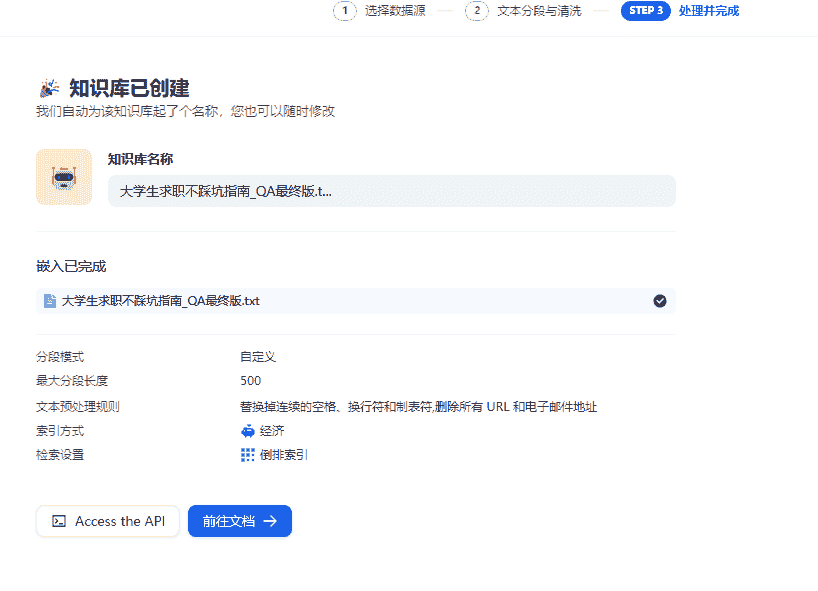 1 选择数据源 2 文本分段与清洗 STEP 3 处理并完成
知识库已创建
我们自动为该知识库起了个名称，您也可以随时修改
知识库名称
大学生求职不踩坑指南_QA最终版.t...
嵌入已完成
大学生求职不踩坑指南_QA最终版.txt
分段模式 自定义
最大分段长度 500
文本预处理规则 替换掉连续的空格、换行符和制表符,删除所有 URL 和电子邮件地址
索引方式 经济
检索设置 倒排索引
Access the API 前往文档